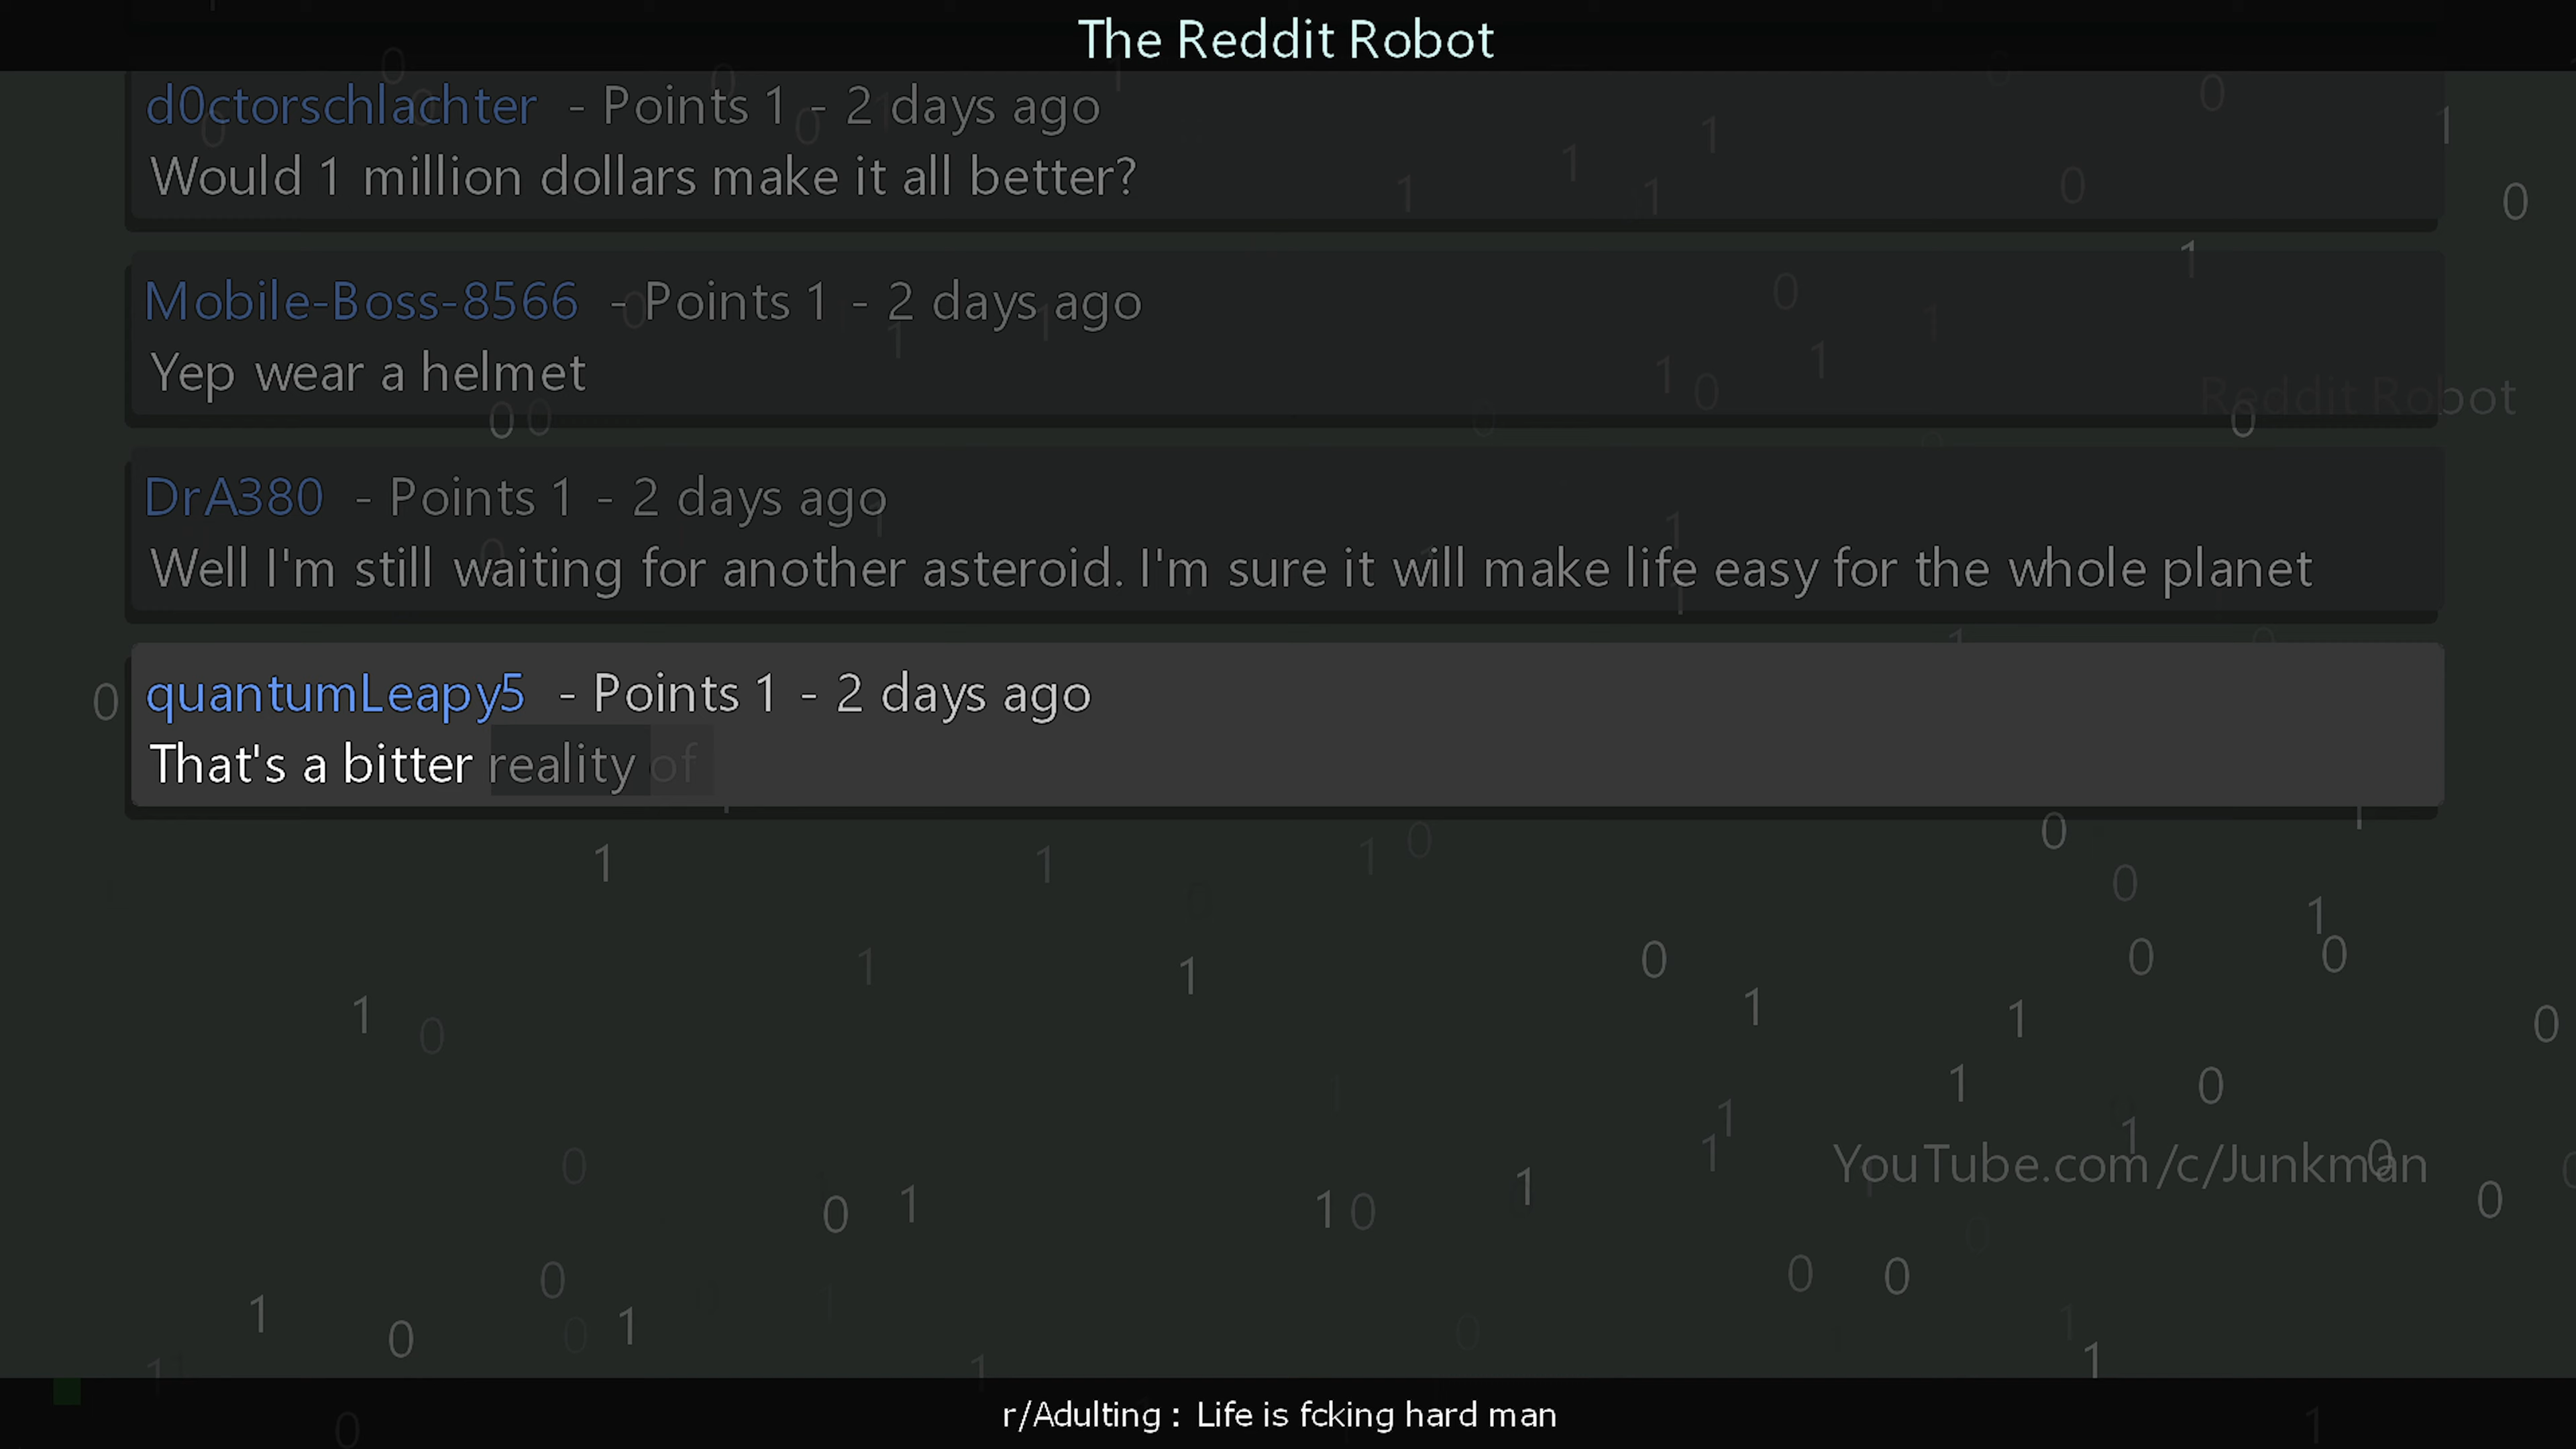 The Reddit Robot
d0ctorschlachter - Points 1 - 2 days ago
Would 1 million dollars make it all better?
Mobile-Boss-8566 - Points 1 - 2 days ago
Yep wear a helmet
Reddit Robot
DrA380 - Points 1 - 2 days ago
Well I'm still waiting for another asteroid. I'm sure it will make life easy for the whole planet
quantumLeapy5 - Points 1 - 2 days ago
That's a bitter reality of
YouTube.com/c/Junkman
r/Adulting : Life is fcking hard man